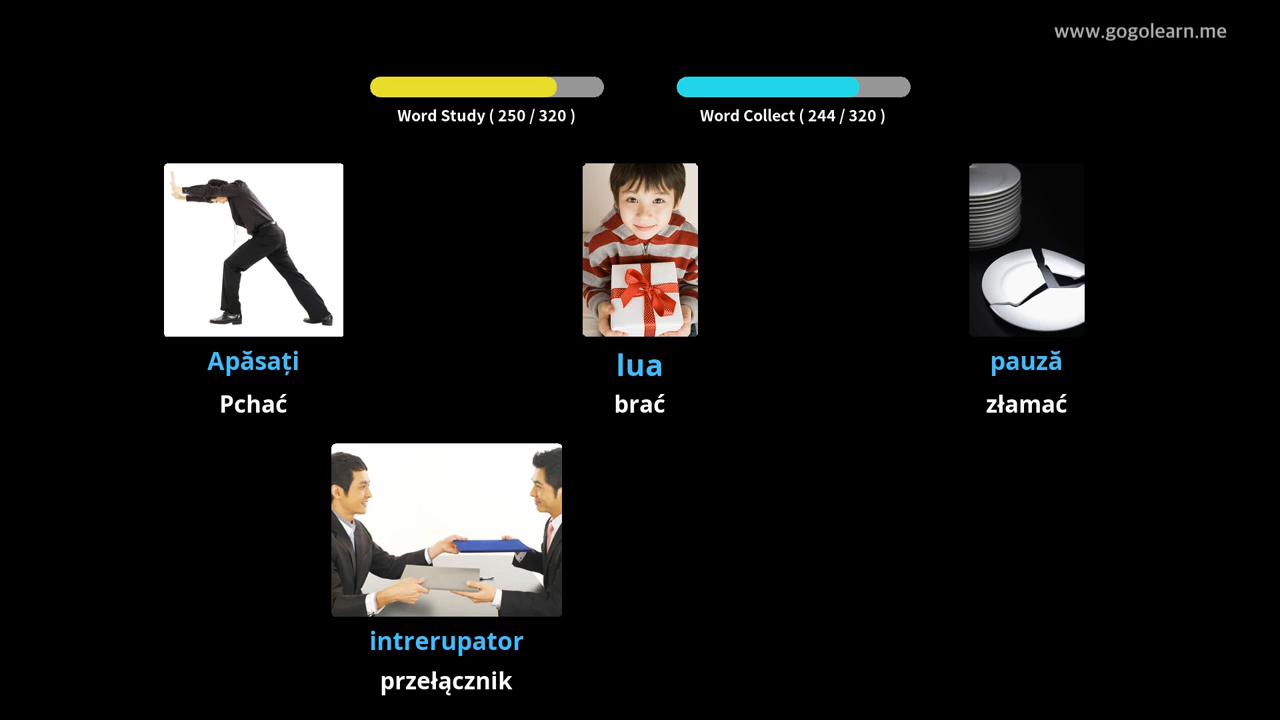 www.gogolearn.me
Word Study ( 250 / 320 )
Word Collect ( 244 / 320 )
Apăsați
Pchać
lua
brać
pauză
złamać
intrerupator
przełącznik